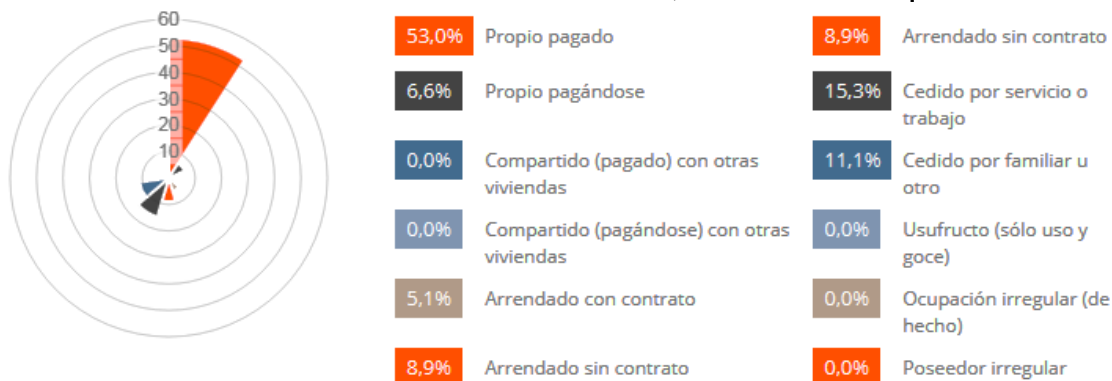 60
50
40
30
20
10
53,0% Propio pagado
6,6% Propio pagándose
0,0% Compartido (pagado) con otras
viviendas
0,0% Compartido (pagándose) con otras
viviendas
5,1% Arrendado con contrato
8,9% Arrendado sin contrato
8,9% Arrendado sin contrato
15,3% Cedido por servicio o
trabajo
11,1% Cedido por familiar u
otro
0,0% Usufructo (sólo uso y
goce)
0,0% Ocupación irregular (de
hecho)
0,0% Poseedor irregular